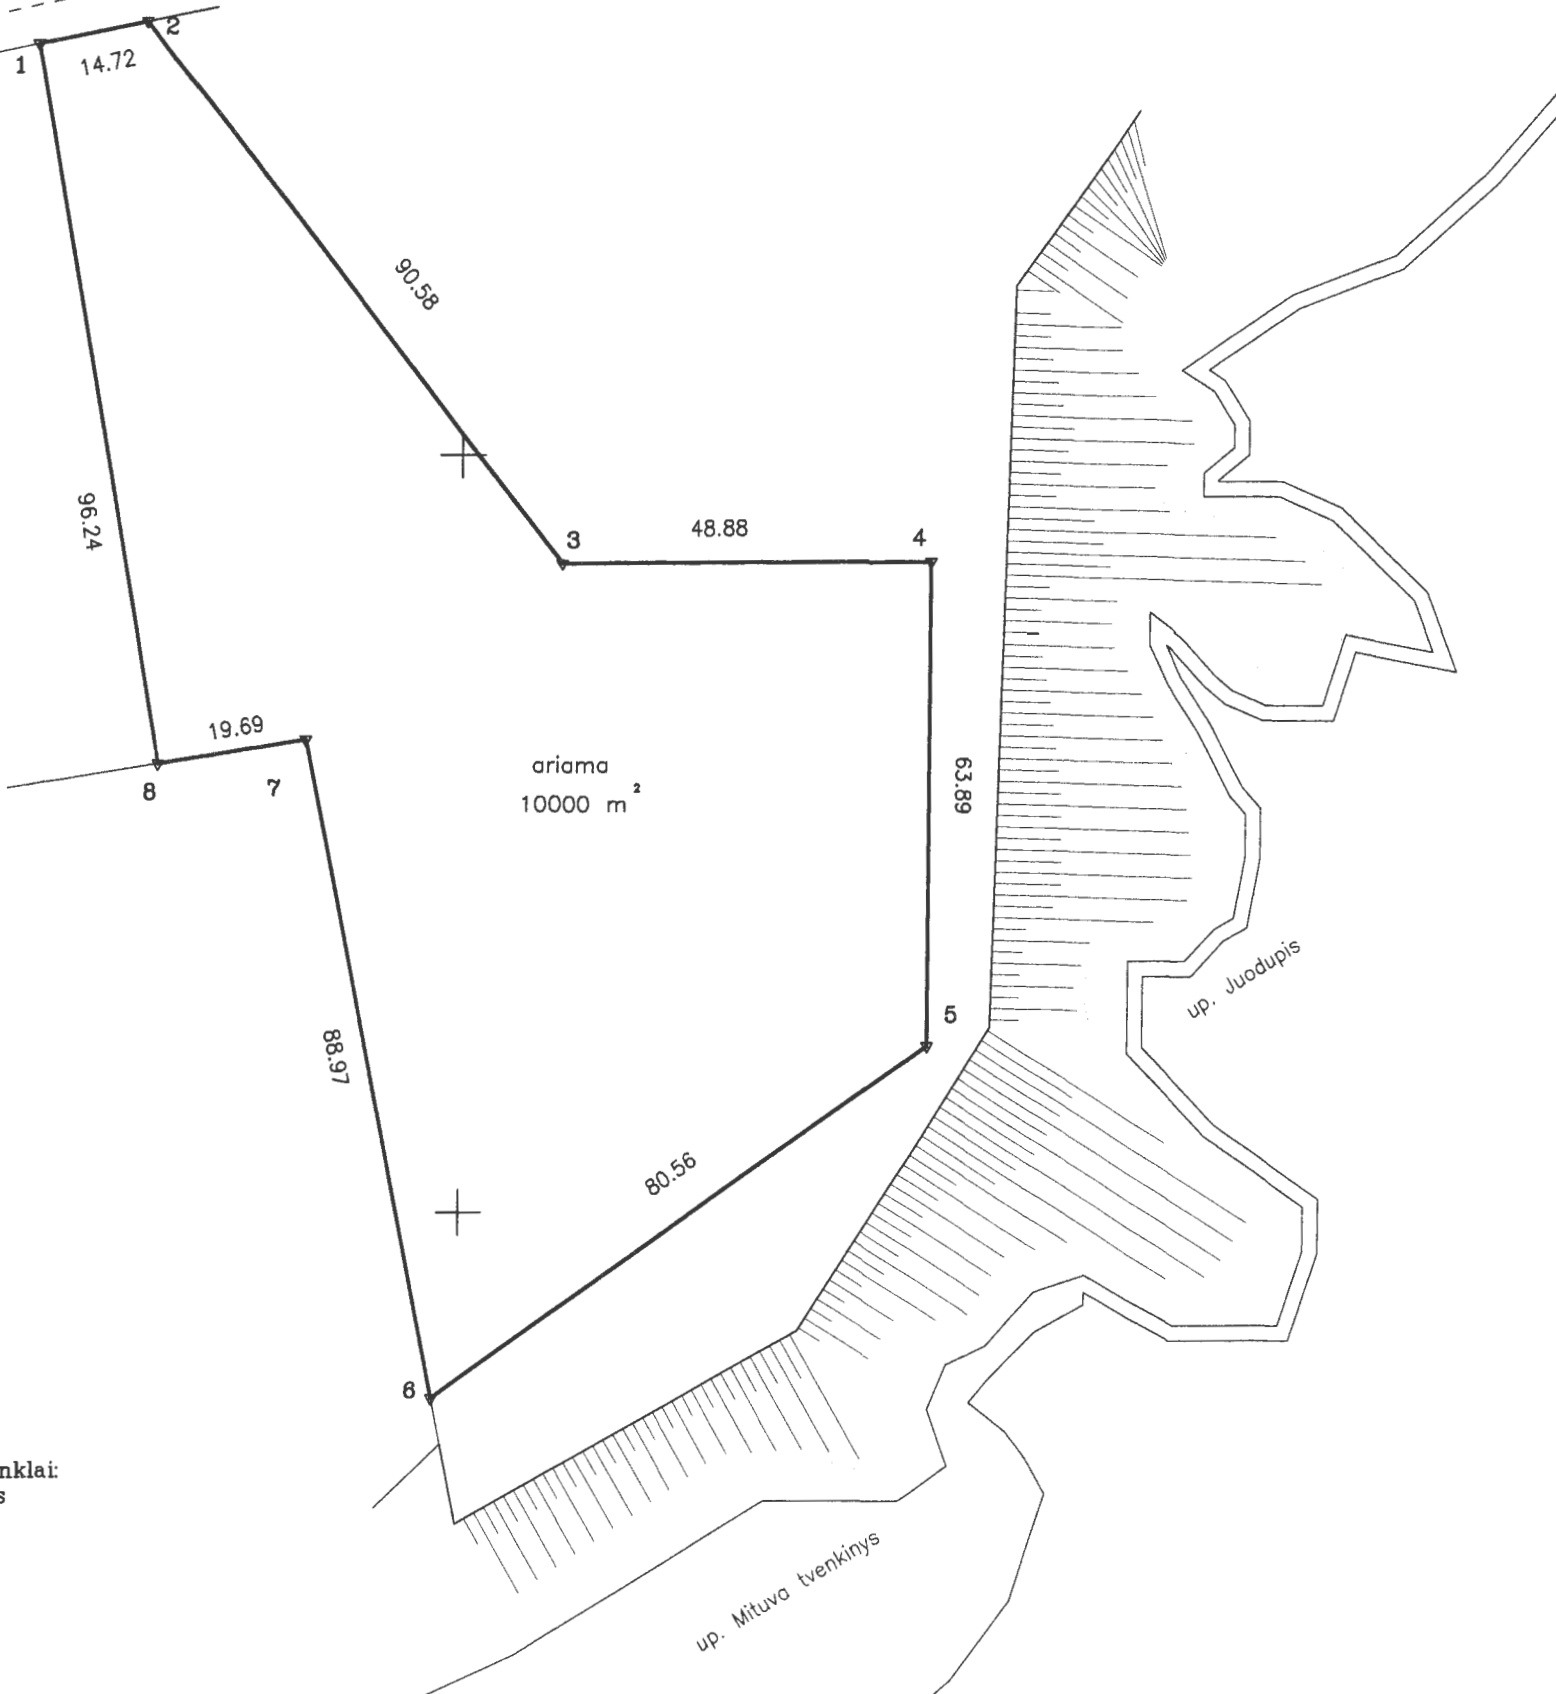 1
2
14.72
90.58
96.24
3
48.88
4
19.69
8
7
ariama
10000 m²
63.89
5
up. Juodupis
88.97
80.56
6
nklai:
s
up. Mituva tvenkinys